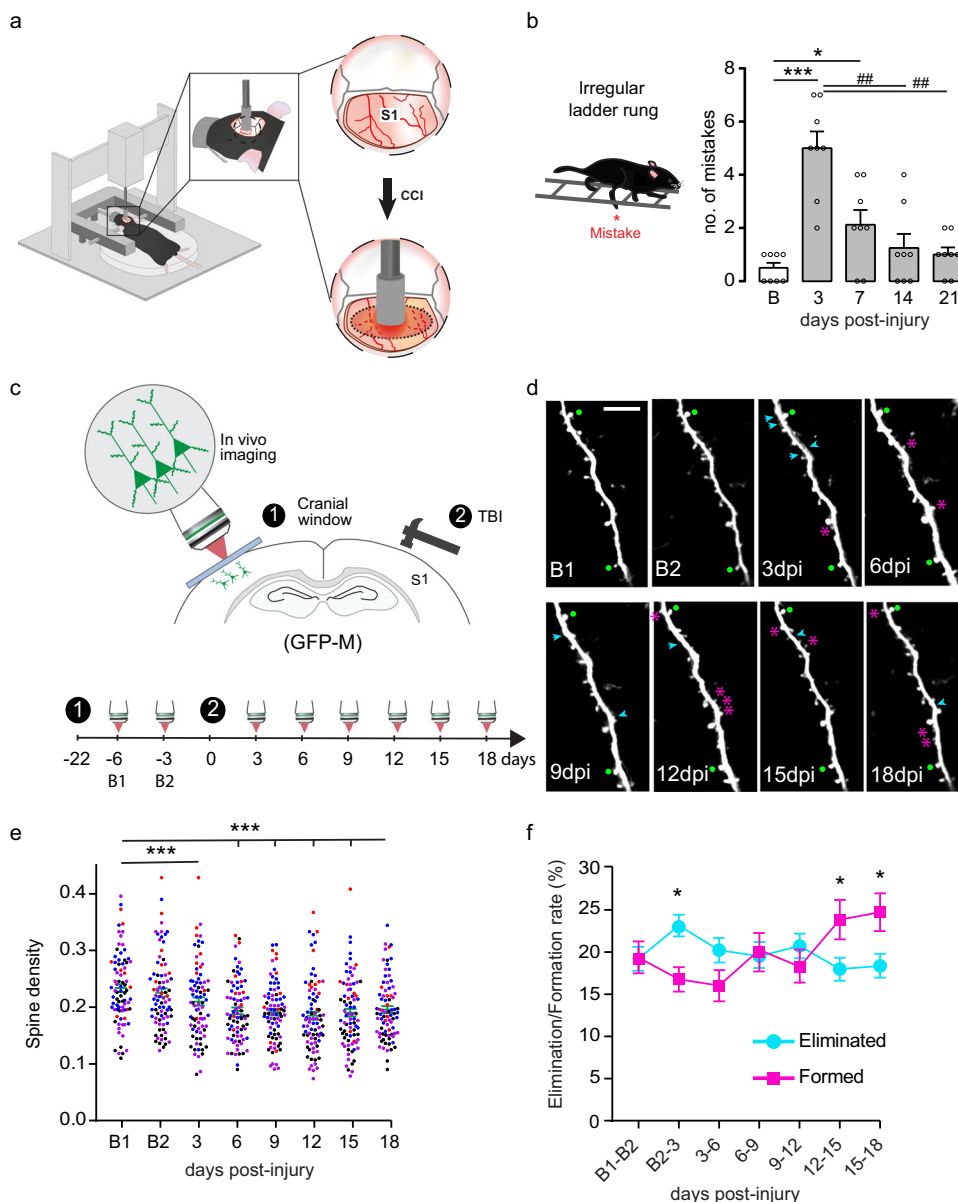 a
S1
CCI
b
Irregular
ladder rung
*
Mistake
no. of mistakes
8
6
4
2
0
*
***
##
##
B 3 7 14 21
days post-injury
c
In vivo
imaging
1 Cranial
window
2 TBI
S1
(GFP-M)
1 2
-22 -6 -3 0 3 6 9 12 15 18 days
B1 B2
d
B1 B2 3dpi 6dpi
9dpi 12dpi 15dpi 18dpi
e
***
***
Spine density
0.4
0.3
0.2
0.1
0.0
B1 B2 3 6 9 12 15 18
days post-injury
f
Elimination/Formation rate (%)
30
25
20
15
10
5
0
* * *
Eliminated
Formed
B1-B2 B2-3 3-6 6-9 9-12 12-15 15-18
days post-injury